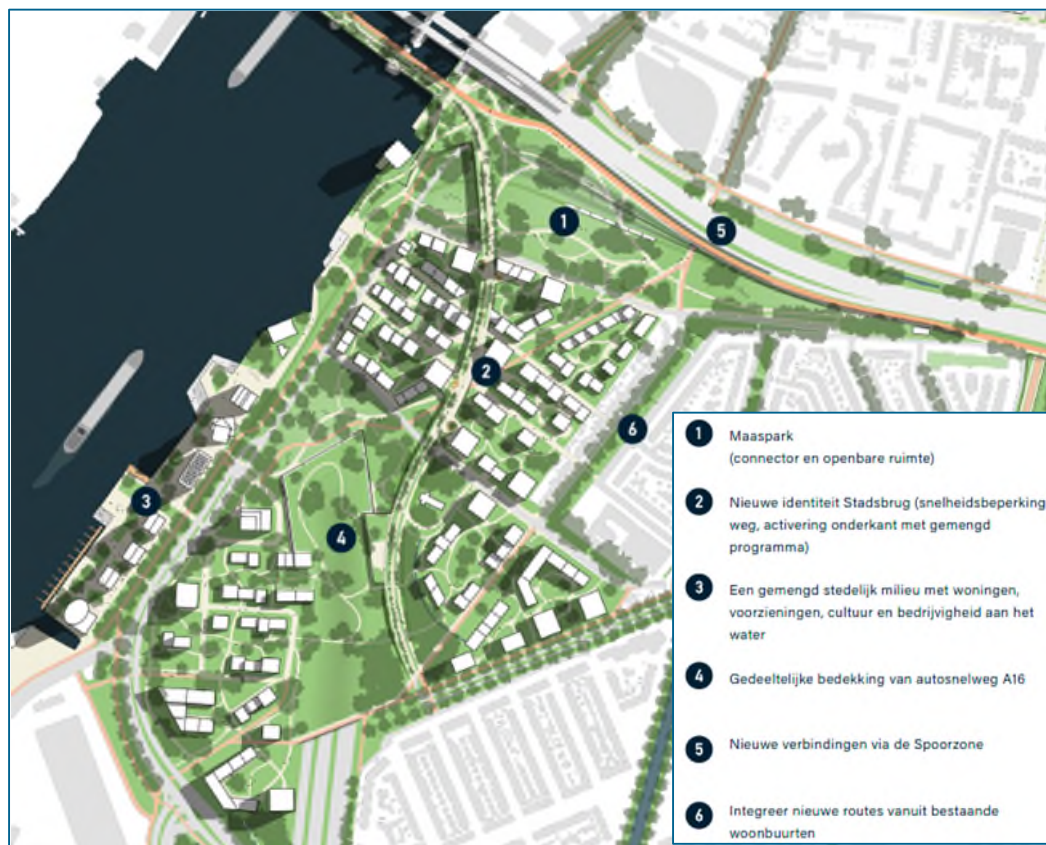 1
5
2
6
3
4
1 Maaspark
(connector en openbare ruimte)
2 Nieuwe identiteit Stadsbrug (snelheidsbeperking
weg, activering onderkant met gemengd
programma)
3 Een gemengd stedelijk milieu met woningen,
voorzieningen, cultuur en bedrijvigheid aan het
water
4 Gedeeltelijke bedekking van autosnelweg A16
5 Nieuwe verbindingen via de Spoorzone
6 Integreer nieuwe routes vanuit bestaande
woonbuurten